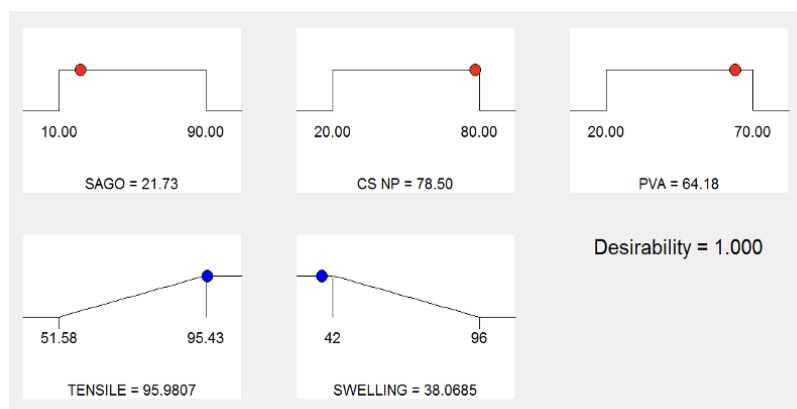 10.00 90.00
SAGO = 21.73
20.00 80.00
CS NP = 78.50
20.00 70.00
PVA = 64.18
51.58 95.43
TENSILE = 95.9807
42 96
SWELLING = 38.0685
Desirability = 1.000